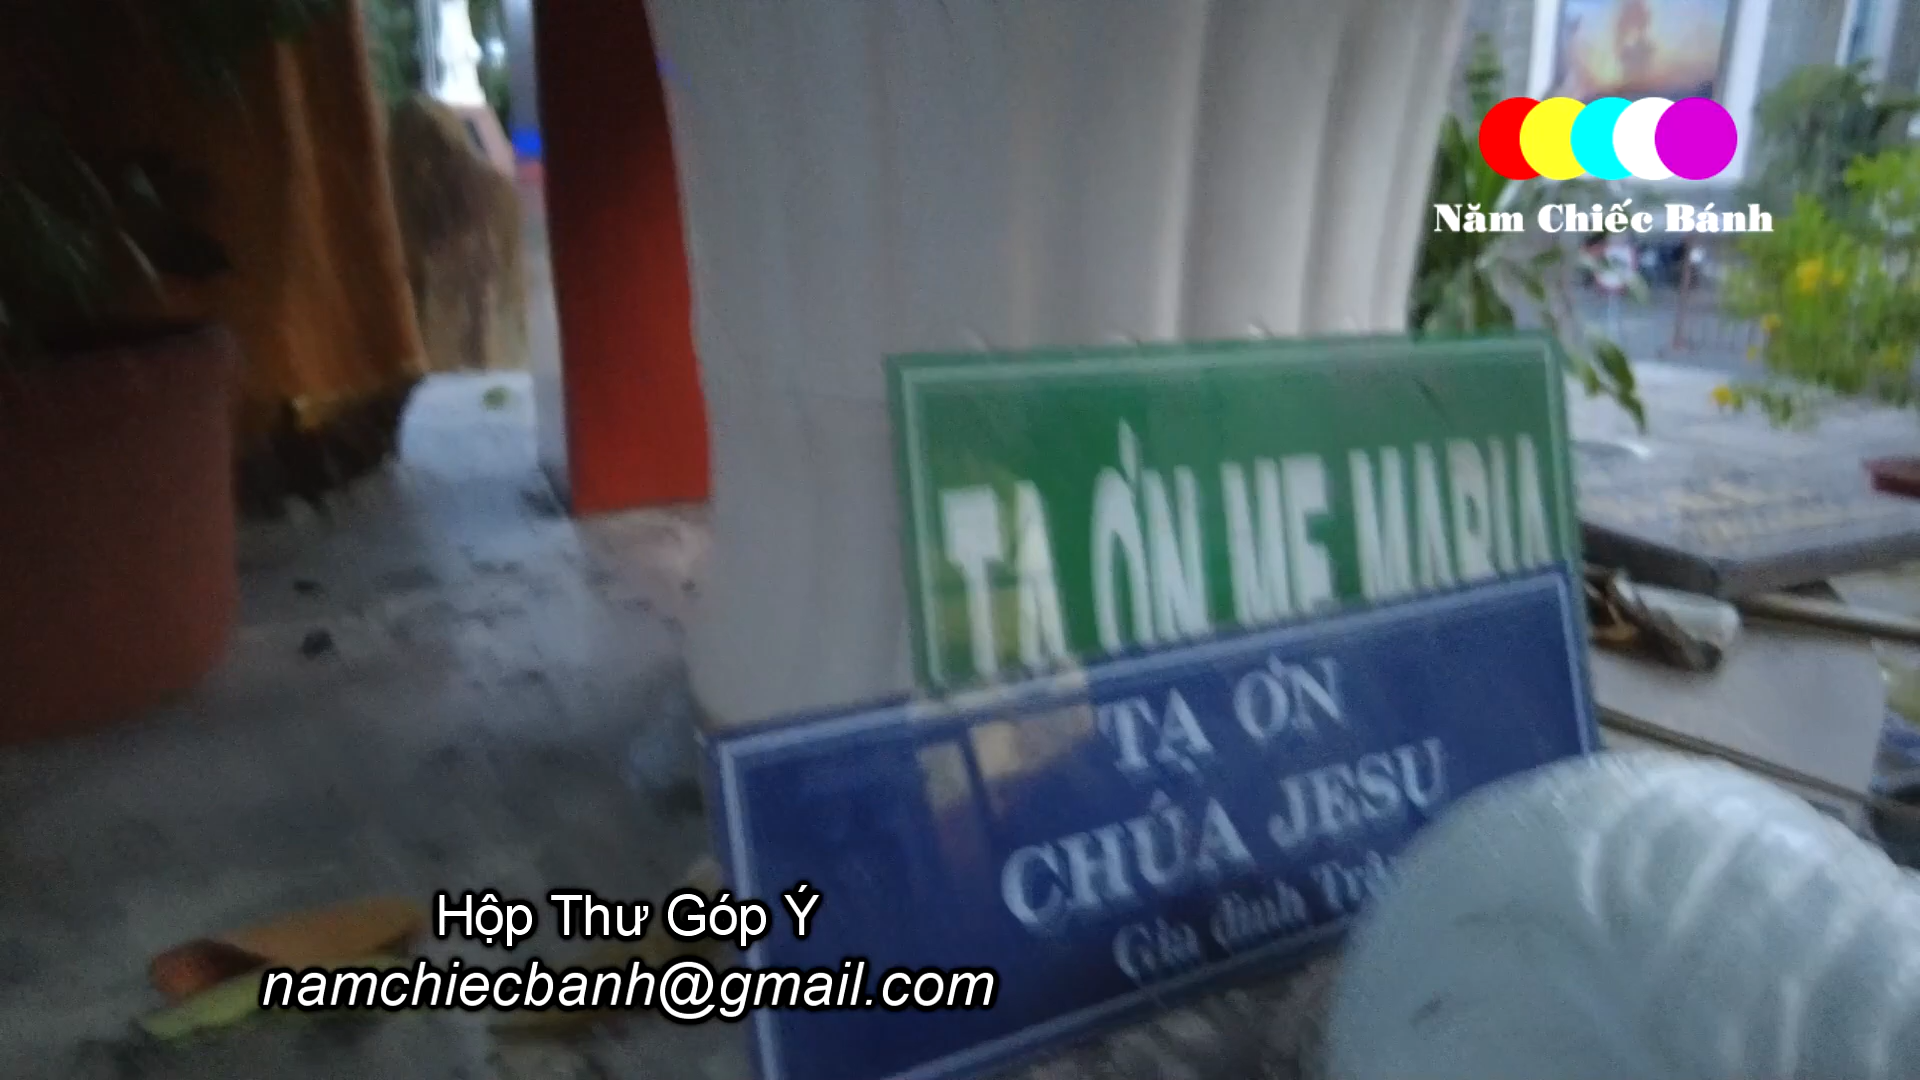 Năm Chiếc Bánh
TẠ ƠN MẸ MARIA
TẠ ƠN
CHÚA JESU
Gia đình
Hộp Thư Góp Ý
namchiecbanh@gmail.com